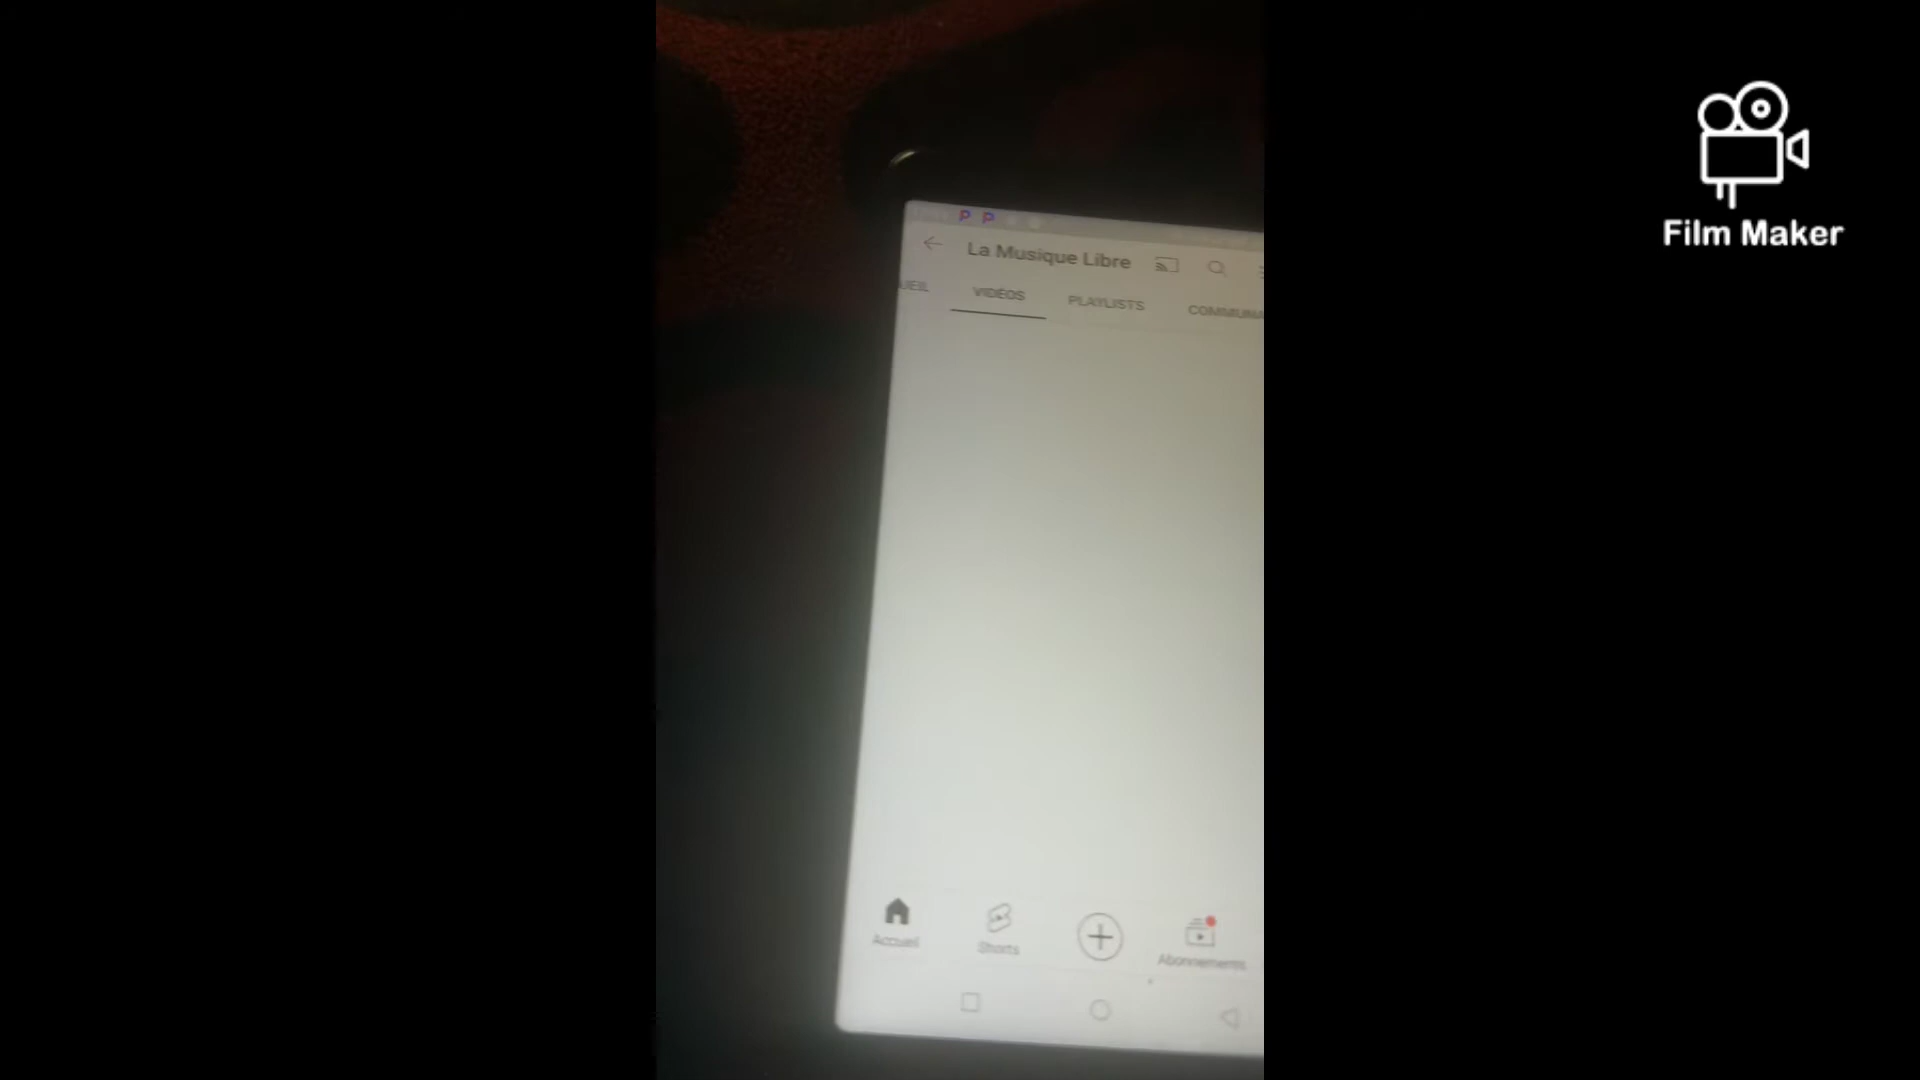 Film Maker
La Musique Libre
UEIL VIDÉOS PLAYLISTS COMMUNA
Accueil Shorts Abonnements